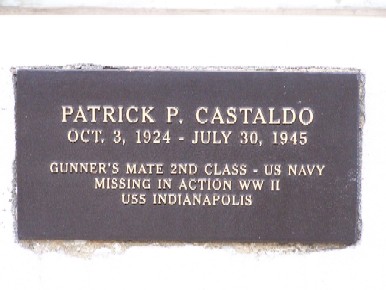 PATRICK P. CASTALDO
OCT. 3, 1924 - JULY 30, 1945
GUNNER'S MATE 2ND CLASS - US NAVY
MISSING IN ACTION WW II
USS INDIANAPOLIS